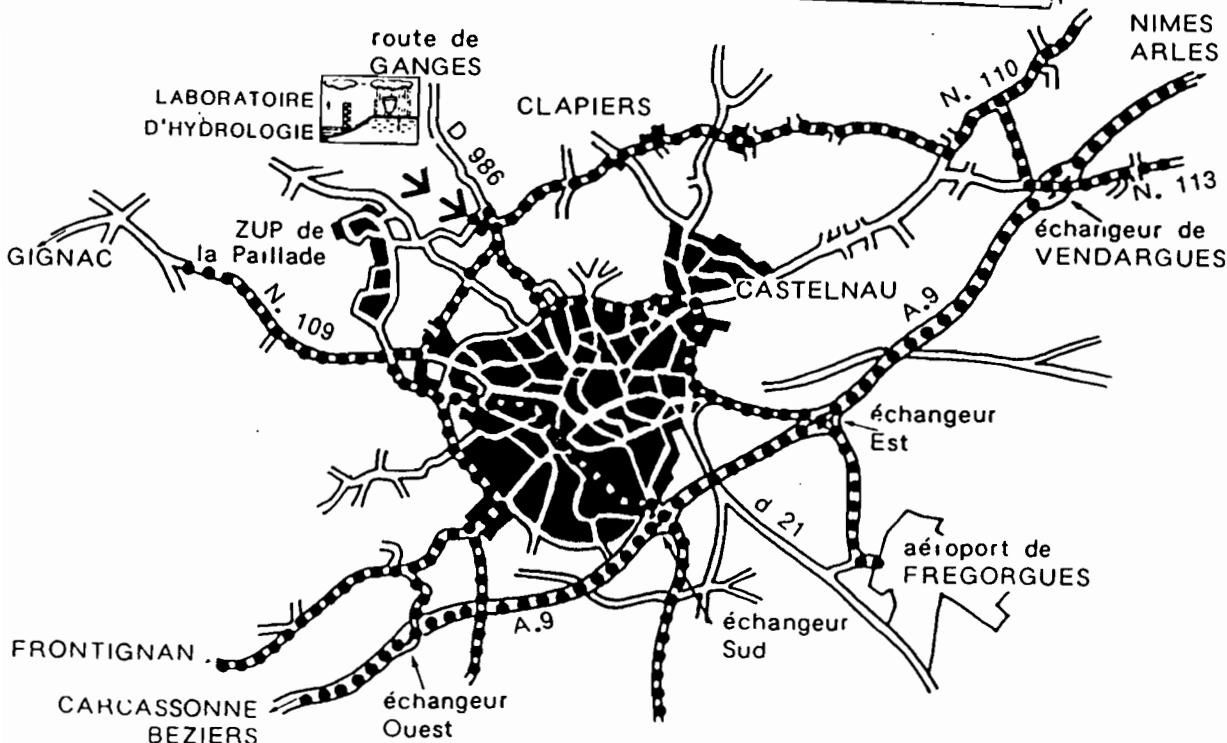 NIMES
ARLES
route de
GANGES
LABORATOIRE
D'HYDROLOGIE
D 986
CLAPIERS
N. 110
N. 113
ZUP de
la Paillade
GIGNAC
N. 109
échangeur de
VENDARGUES
CASTELNAU
A.9
échangeur
Est
d 21
aéroport de
FREGORGUES
A.9
échangeur
Sud
FRONTIGNAN
CARCASSONNE
BEZIERS
échangeur
Ouest